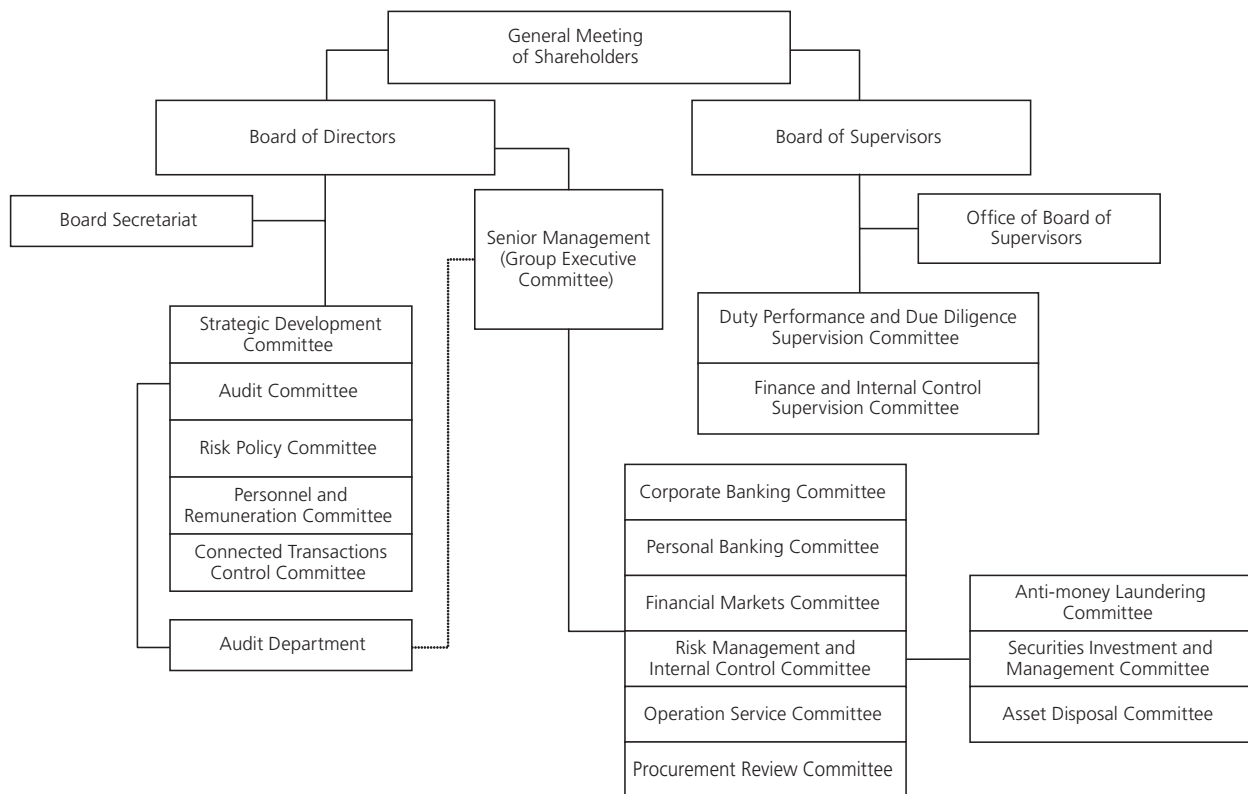 General Meeting
of Shareholders
Board of Directors
Board of Supervisors
Board Secretariat
Senior Management
(Group Executive
Committee)
Office of Board of
Supervisors
Strategic Development
Committee
Audit Committee
Risk Policy Committee
Personnel and
Remuneration Committee
Connected Transactions
Control Committee
Audit Department
Duty Performance and Due Diligence
Supervision Committee
Finance and Internal Control
Supervision Committee
Corporate Banking Committee
Personal Banking Committee
Financial Markets Committee
Risk Management and
Internal Control Committee
Operation Service Committee
Procurement Review Committee
Anti-money Laundering
Committee
Securities Investment and
Management Committee
Asset Disposal Committee